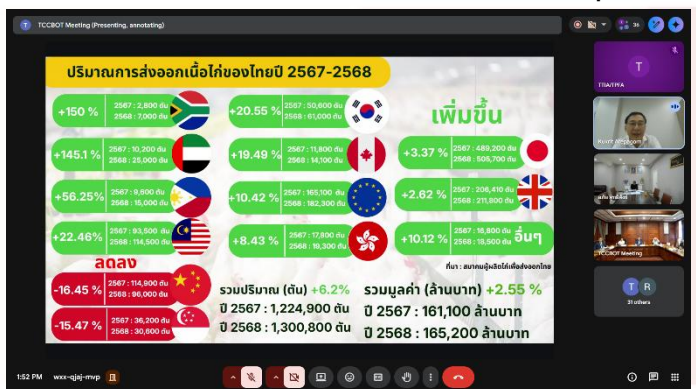 T TCCBOT Meeting (Presenting, annotating)
36
ปริมาณการส่งออกเนื้อไก่ของไทยปี 2567-2568
+150 %
2567 : 2,800 ตัน
2568 : 7,000 ตัน
+145.1 %
2567 : 10,200 ตัน
2568 : 25,000 ตัน
+56.25%
2567 : 9,600 ตัน
2568 : 15,000 ตัน
+22.46%
2567 : 93,500 ตัน
2568 : 114,500 ตัน
ลดลง
-16.45 %
2567 : 114,900 ตัน
2568 : 96,000 ตัน
-15.47 %
2567 : 36,200 ตัน
2568 : 30,600 ตัน
+20.55 %
2567 : 50,600 ตัน
2568 : 61,000 ตัน
+19.49 %
2567 : 11,800 ตัน
2568 : 14,100 ตัน
+10.42 %
2567 : 165,100 ตัน
2568 : 182,300 ตัน
+8.43 %
2567 : 17,800 ตัน
2568 : 19,300 ตัน
เพิ่มขึ้น
+3.37 %
2567 : 489,200 ตัน
2568 : 505,700 ตัน
+2.62 %
2567 : 206,410 ตัน
2568 : 211,800 ตัน
+10.12 %
2567 : 16,800 ตัน
2568 : 18,500 ตัน
อื่นๆ
ที่มา : สมาคมผู้ผลิตไก่เพื่อส่งออกไทย
รวมปริมาณ (ตัน) +6.2%
ปี 2567 : 1,224,900 ตัน
ปี 2568 : 1,300,800 ตัน
รวมมูลค่า (ล้านบาท) +2.55 %
ปี 2567 : 161,100 ล้านบาท
ปี 2568 : 165,200 ล้านบาท
T
TCCBOT Meeting
T R
31 others
1:52 PM wxx-qjaj-mvp